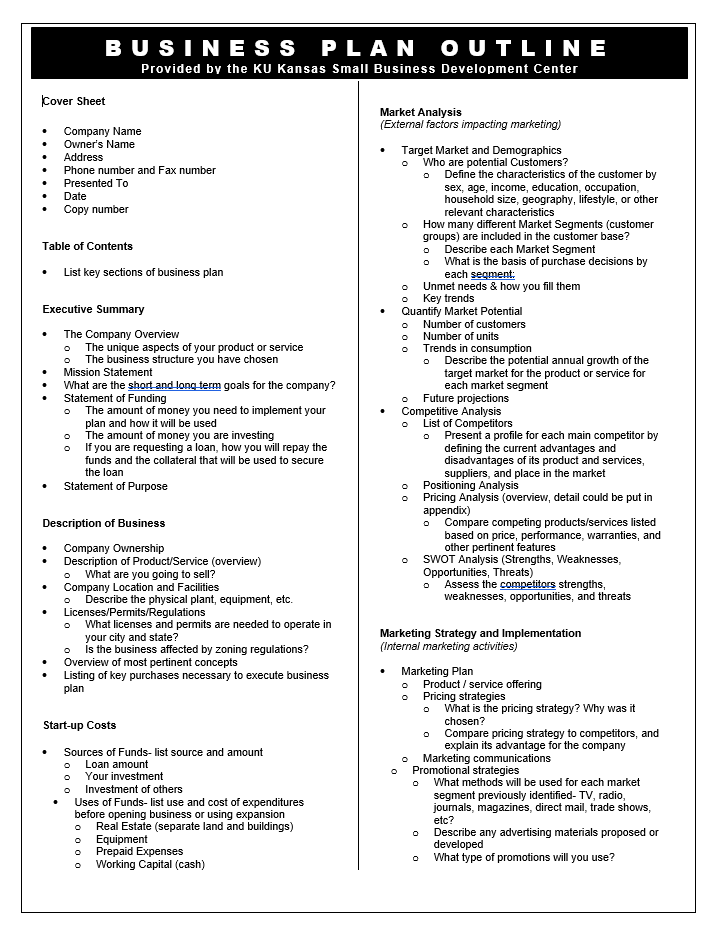 BUSINESS PLAN OUTLINE
Provided by the KU Kansas Small Business Development Center
Cover Sheet
• Company Name
• Owner's Name
• Address
• Phone number and Fax number
• Presented To
• Date
• Copy number
Table of Contents
• List key sections of business plan
Executive Summary
• The Company Overview
o The unique aspects of your product or service
o The business structure you have chosen
• Mission Statement
• What are the short and long term goals for the company?
• Statement of Funding
o The amount of money you need to implement your
plan and how it will be used
o The amount of money you are investing
o If you are requesting a loan, how you will repay the
funds and the collateral that will be used to secure
the loan
• Statement of Purpose
Description of Business
• Company Ownership
• Description of Product/Service (overview)
o What are you going to sell?
• Company Location and Facilities
o Describe the physical plant, equipment, etc.
• Licenses/Permits/Regulations
o What licenses and permits are needed to operate in
your city and state?
o Is the business affected by zoning regulations?
• Overview of most pertinent concepts
• Listing of key purchases necessary to execute business
plan
Start-up Costs
• Sources of Funds- list source and amount
o Loan amount
o Your investment
o Investment of others
• Uses of Funds- list use and cost of expenditures
before opening business or using expansion
o Real Estate (separate land and buildings)
o Equipment
o Prepaid Expenses
o Working Capital (cash)
Market Analysis
(External factors impacting marketing)
• Target Market and Demographics
o Who are potential Customers?
o Define the characteristics of the customer by
sex, age, income, education, occupation,
household size, geography, lifestyle, or other
relevant characteristics
o How many different Market Segments (customer
groups) are included in the customer base?
o Describe each Market Segment
o What is the basis of purchase decisions by
each segment:
o Unmet needs & how you fill them
o Key trends
• Quantify Market Potential
o Number of customers
o Number of units
o Trends in consumption
o Describe the potential annual growth of the
target market for the product or service for
each market segment
o Future projections
• Competitive Analysis
o List of Competitors
o Present a profile for each main competitor by
defining the current advantages and
disadvantages of its product and services,
suppliers, and place in the market
o Positioning Analysis
o Pricing Analysis (overview, detail could be put in
appendix)
o Compare competing products/services listed
based on price, performance, warranties, and
other pertinent features
o SWOT Analysis (Strengths, Weaknesses,
Opportunities, Threats)
o Assess the competitors strengths,
weaknesses, opportunities, and threats
Marketing Strategy and Implementation
(Internal marketing activities)
• Marketing Plan
o Product / service offering
o Pricing strategies
o What is the pricing strategy? Why was it
chosen?
o Compare pricing strategy to competitors, and
explain its advantage for the company
o Marketing communications
o Promotional strategies
o What methods will be used for each market
segment previously identified- TV, radio,
journals, magazines, direct mail, trade shows,
etc?
o Describe any advertising materials proposed or
developed
o What type of promotions will you use?